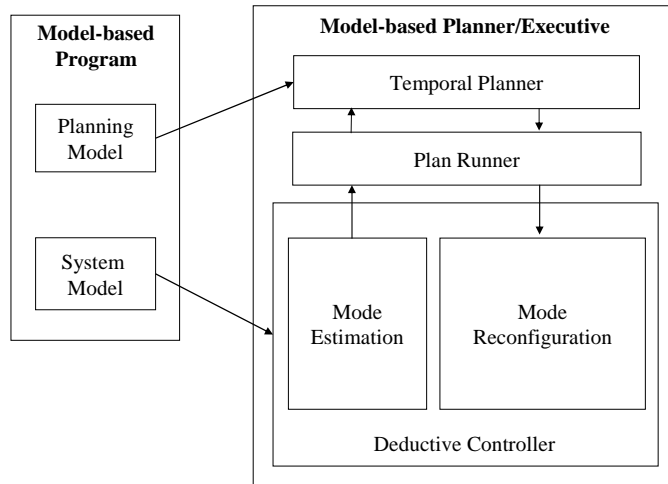 Model-based
Program
Planning
Model
System
Model
Model-based Planner/Executive
Temporal Planner
Plan Runner
Mode
Estimation
Mode
Reconfiguration
Deductive Controller